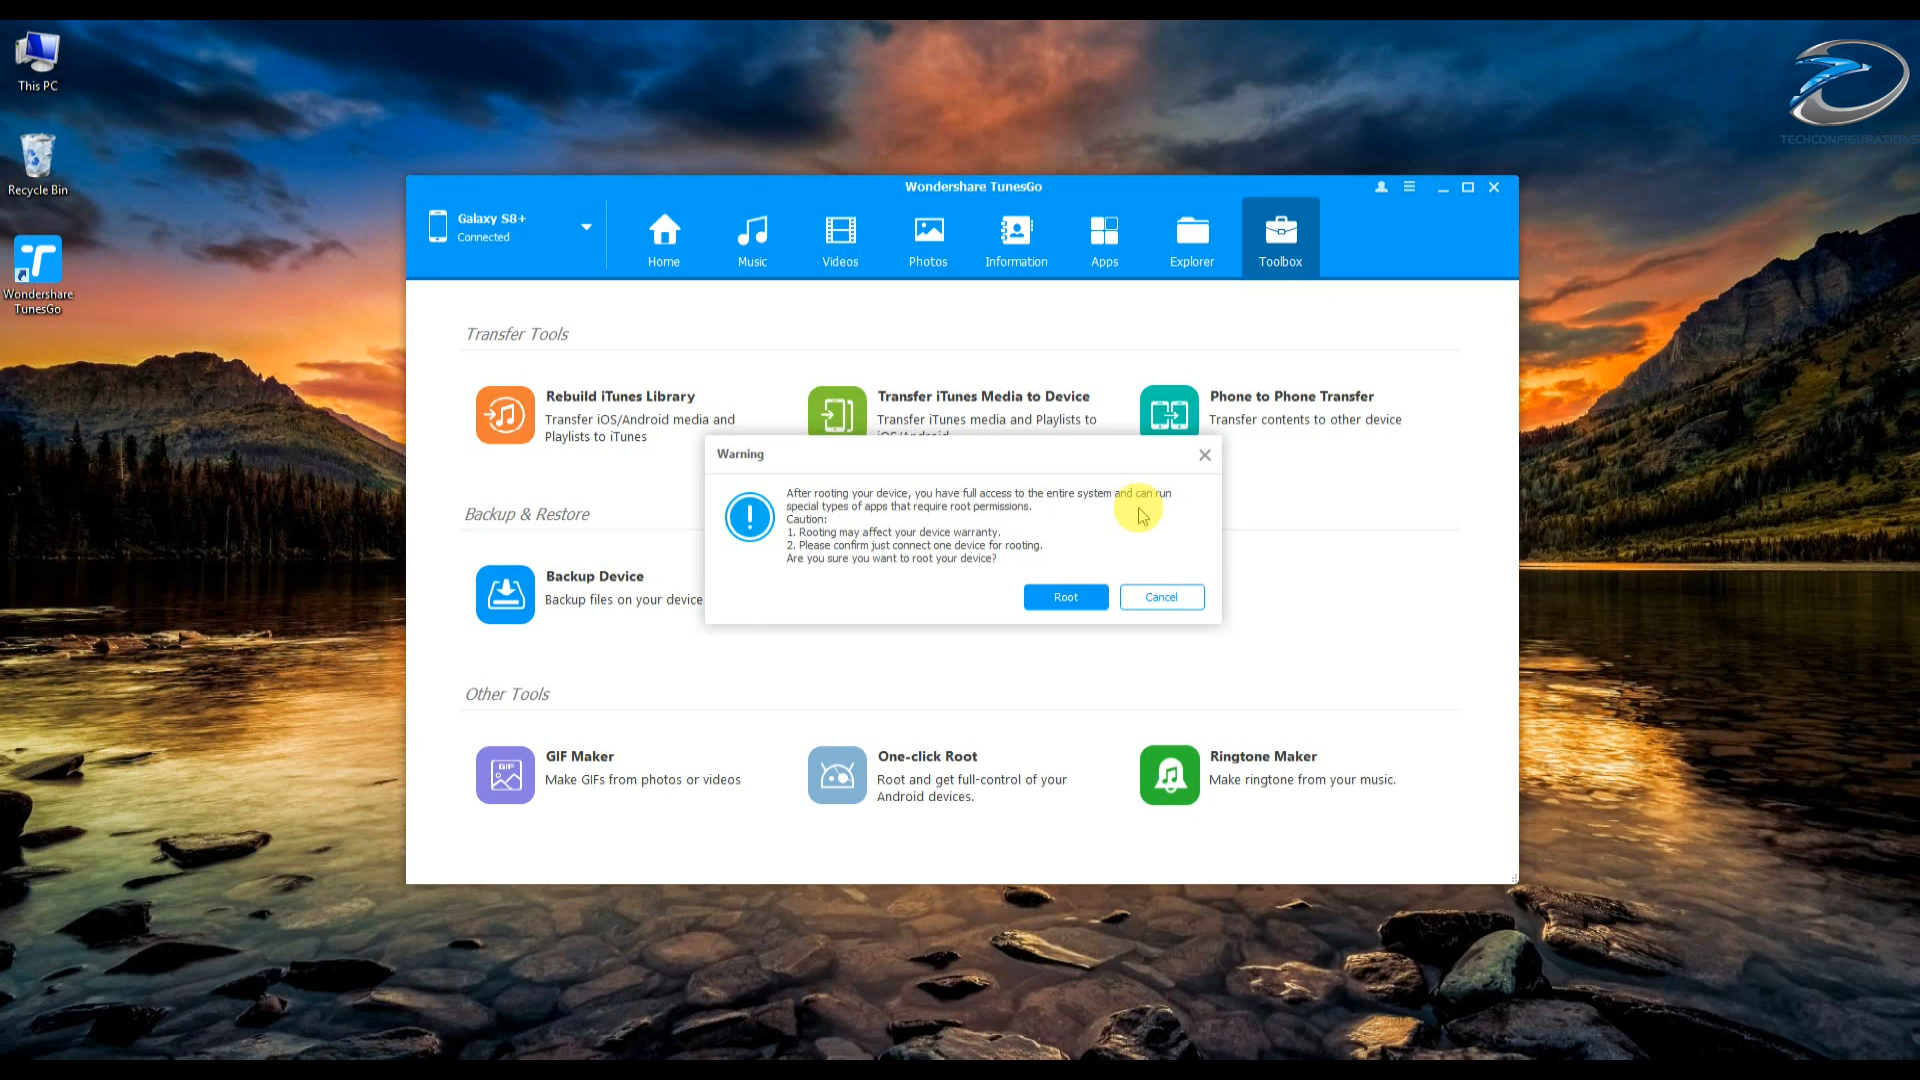 This PC
Recycle Bin
Wondershare
TunesGo
TECHCONFIGURATIONS
Wondershare TunesGo
Galaxy S8+
Connected
Home
Music
Videos
Photos
Information
Apps
Explorer
Toolbox
Transfer Tools
Rebuild iTunes Library
Transfer iOS/Android media and
Playlists to iTunes
Transfer iTunes Media to Device
Transfer iTunes media and Playlists to
iOS/Android
Phone to Phone Transfer
Transfer contents to other device
Warning
After rooting your device, you have full access to the entire system and can run
special types of apps that require root permissions.
Caution:
1. Rooting may affect your device warranty.
2. Please confirm just connect one device for rooting.
Are you sure you want to root your device?
Root
Cancel
Backup & Restore
Backup Device
Backup files on your device
Other Tools
GIF Maker
Make GIFs from photos or videos
GIF
One-click Root
Root and get full-control of your
Android devices.
Ringtone Maker
Make ringtone from your music.